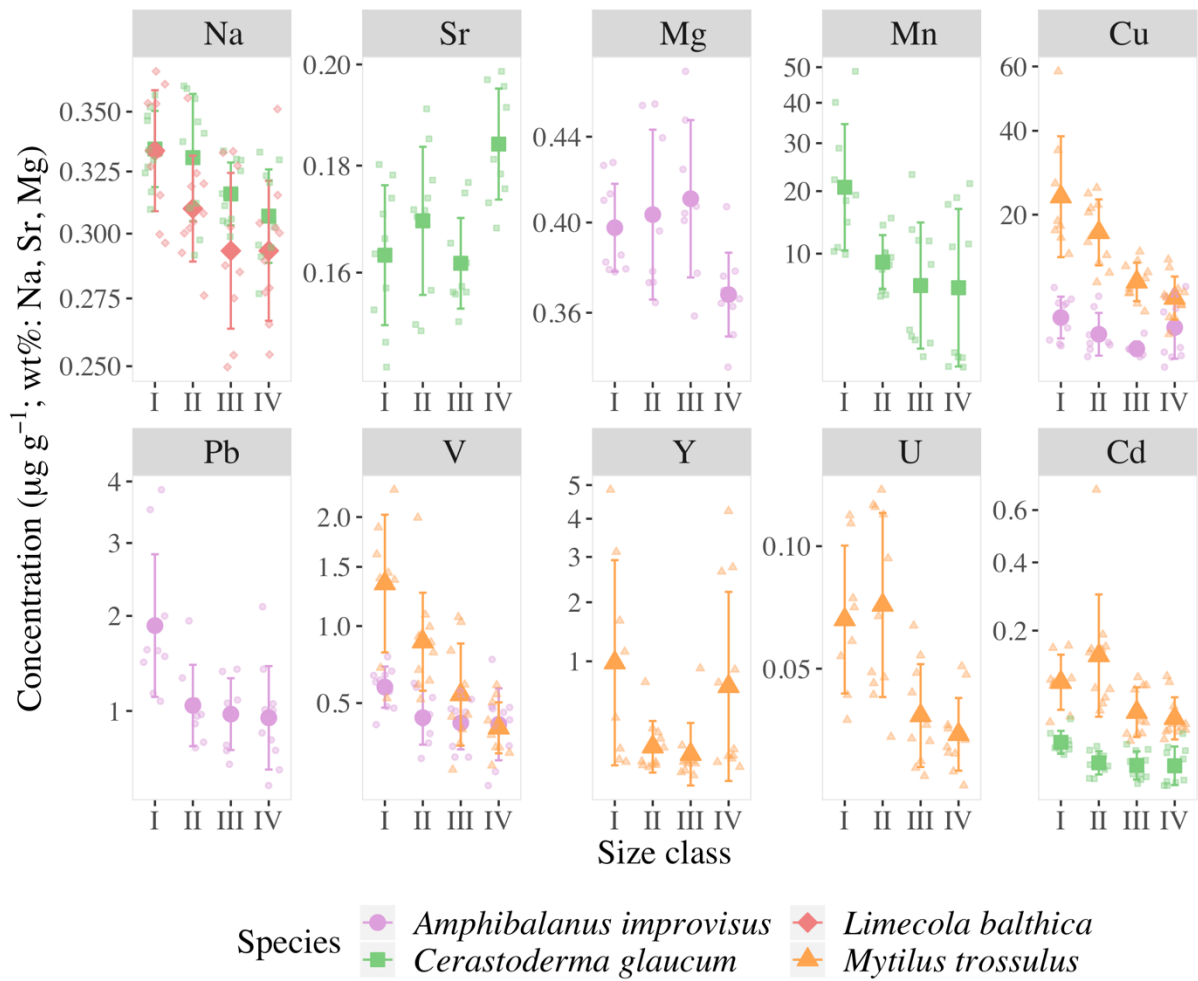 Na Sr Mg Mn Cu
0.350 0.325 0.300 0.275 0.250
0.20 0.18 0.16
0.44 0.40 0.36
50 40 30 20 10
60 40 20
I II III IV I II III IV I II III IV I II III IV I II III IV
Pb V Y U Cd
4 3 2 1
2.0 1.5 1.0 0.5
5 4 3 2 1
0.10 0.05
0.6 0.4 0.2
I II III IV I II III IV I II III IV I II III IV I II III IV
Concentration (μg g⁻¹; wt%: Na, Sr, Mg)
Size class
Species
Amphibalanus improvisus Limecola balthica
Cerastoderma glaucum Mytilus trossulus